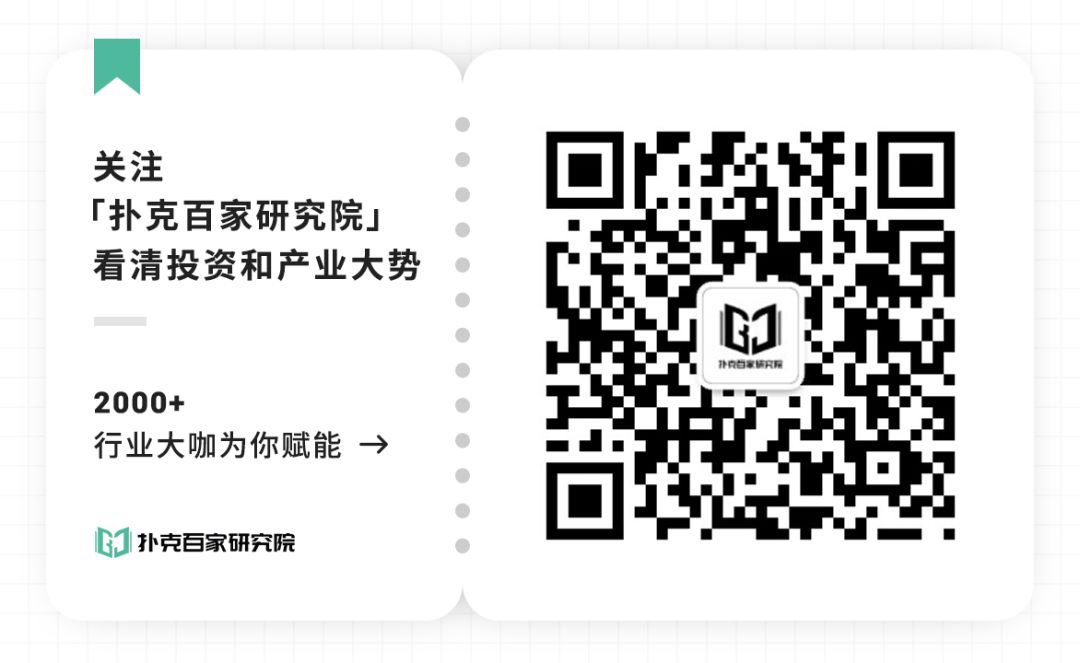 关注
「扑克百家研究院」
看清投资和产业大势
2000+
行业大咖为你赋能 →
扑克百家研究院
扑克百家研究院